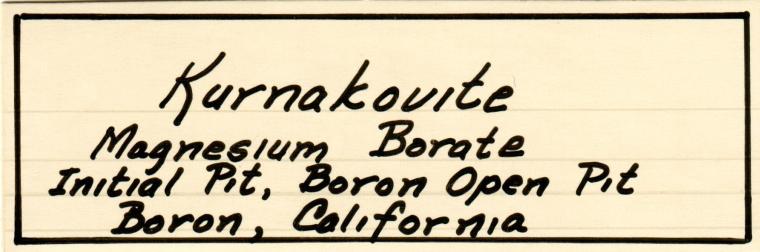 Kurnakovite
Magnesium Borate
Initial Pit, Boron Open Pit
Boron, California